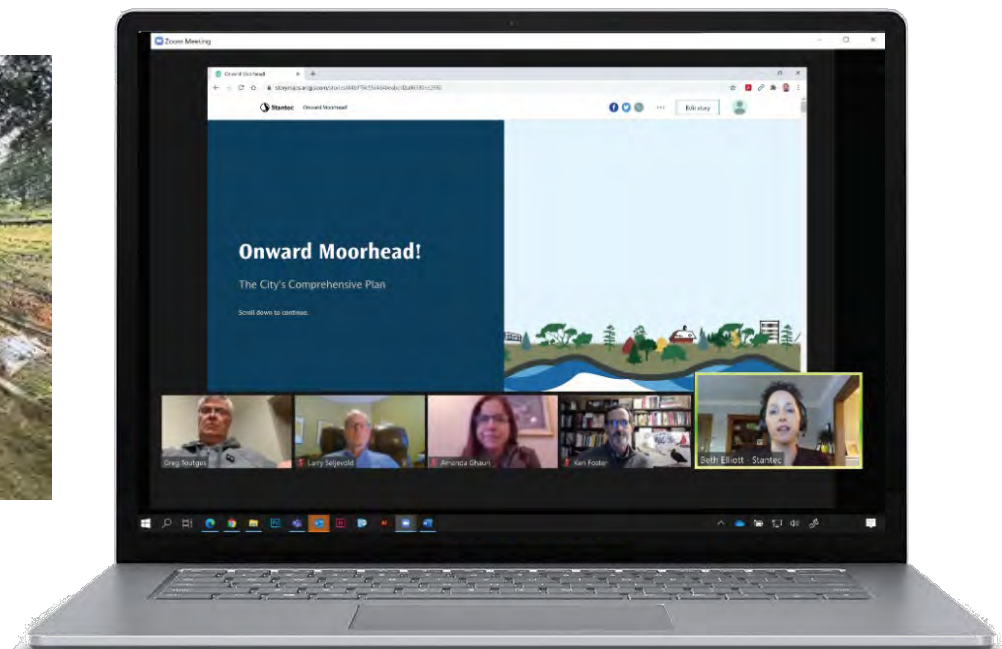 Zoom Meeting
Onward Moorhead
Stantec Onward Moorhead!
Edit story
Onward Moorhead!
The City's Comprehensive Plan
Scroll down to continue.
Greg Toutges
Larry Seljevold
Amanda Ghauri
Ken Foster
Beth Elliott - Stantec